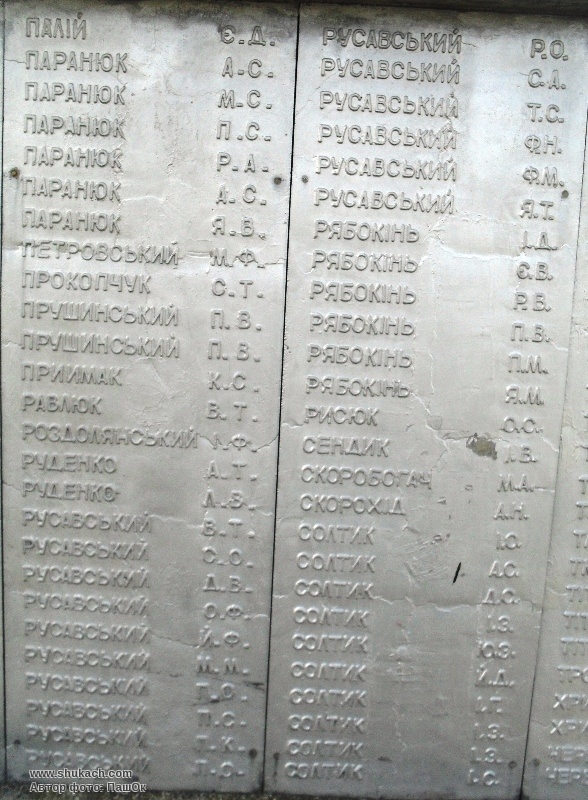 ПАЛІЙ Є.Д.
ПАРАНЮК А.С.
ПАРАНЮК М.С.
ПАРАНЮК П.С.
ПАРАНЮК Р.А.
ПАРАНЮК А.С.
ПАРАНЮК Я.В.
ПЕТРОВСЬКИЙ М.Ф.
ПРОКОПЧУК С.Т.
ПРУШИНСЬКИЙ П.В.
ПРУШИНСЬКИЙ П.В.
ПРИИМАК К.С.
РАВЛЮК В.Т.
РОЗДОЛЯНСЬКИЙ І.Ф.
РУДЕНКО А.Т.
РУДЕНКО Л.В.
РУСАВСЬКИЙ В.Т.
РУСАВСЬКИЙ С.О.
РУСАВСЬКИЙ Д.В.
РУСАВСЬКИЙ О.Ф.
РУСАВСЬКИЙ Й.Ф.
РУСАВСЬКИЙ М.М.
РУСАВСЬКИЙ П.О.
РУСАВСЬКИЙ П.С.
РУСАВСЬКИЙ П.К.
РУСАВСЬКИЙ Л.О.
РУСАВСЬКИЙ Р.О.
РУСАВСЬКИЙ С.А.
РУСАВСЬКИЙ Т.С.
РУСАВСЬКИЙ Ф.Н.
РУСАВСЬКИЙ Ф.М.
РУСАВСЬКИЙ Я.Т.
РЯБОКІНЬ І.Д.
РЯБОКІНЬ Є.В.
РЯБОКІНЬ Р.В.
РЯБОКІНЬ П.В.
РЯБОКІНЬ П.М.
РЯБОКІНЬ Я.М.
РИСЮК О.С.
СЕНДИК І.В.
СКОРОБОГАЧ М.А.
СКОРОХІД А.Н.
СОЛТИК І.О.
СОЛТИК А.С.
СОЛТИК Д.С.
СОЛТИК І.З.
СОЛТИК Ю.З.
СОЛТИК Й.Д.
СОЛТИК І.Т.
СОЛТИК І.З.
СОЛТИК І.З.
СОЛТИК І.С.
www.shukach.com
Автор фото: ПашОк